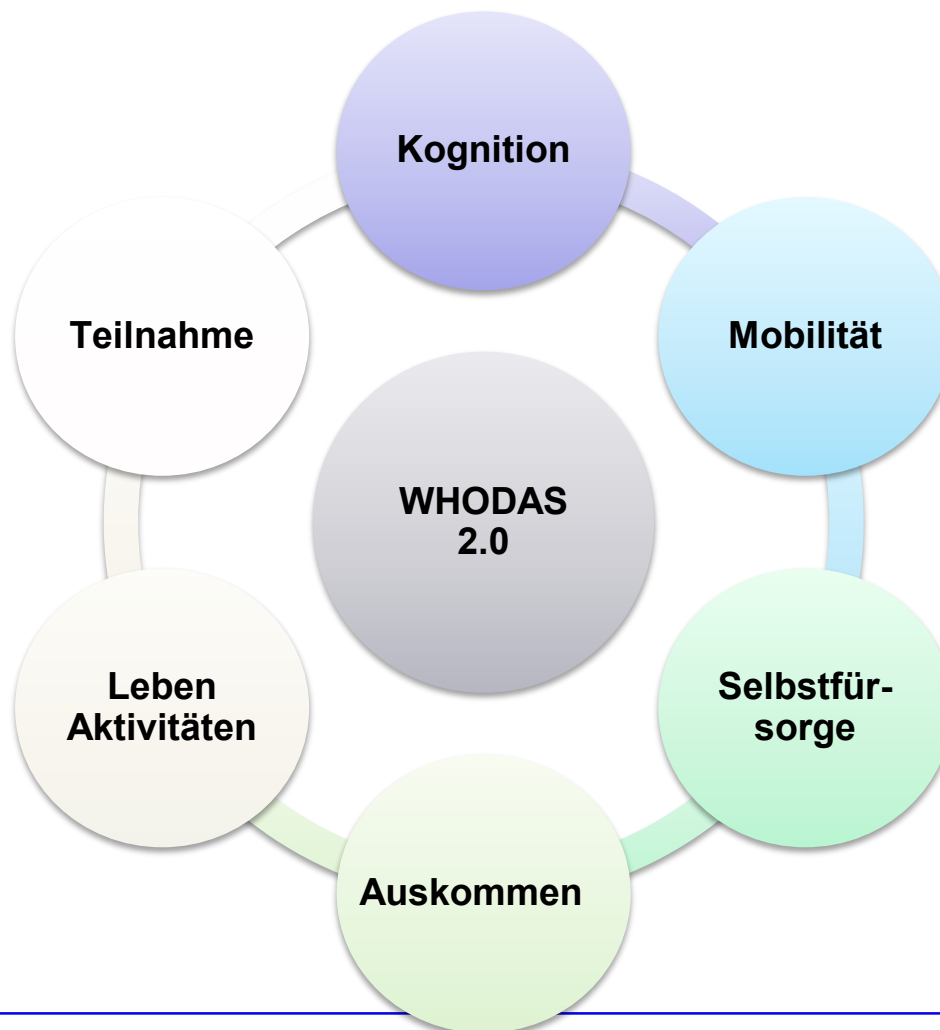 Kognition
Mobilität
Selbstfür-
sorge
Auskommen
Leben
Aktivitäten
Teilnahme
WHODAS
2.0